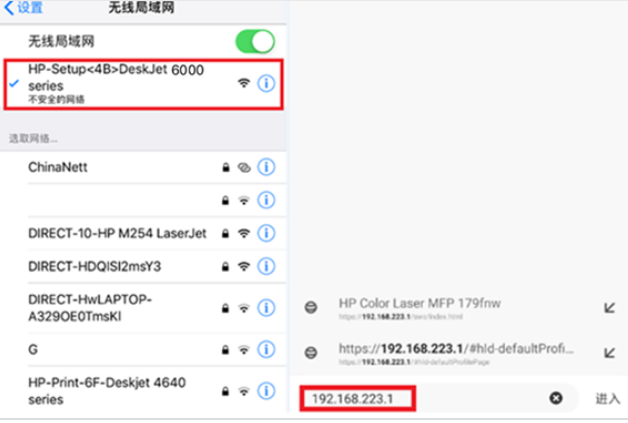 设置
无线局域网
无线局域网
HP-Setup<4B>DeskJet 6000
series
不安全的网络
选取网络...
ChinaNett
DIRECT-10-HP M254 LaserJet
DIRECT-HDQISI2msY3
DIRECT-HwLAPTOP-
A329OE0TmsKl
G
HP-Print-6F-Deskjet 4640
series
HP Color Laser MFP 179fnw
https://192.168.223.1/sws/index.html
https://192.168.223.1/#hId-defaultProfi...
https://192.168.223.1/#hId-defaultProfilePage
192.168.223.1
进入